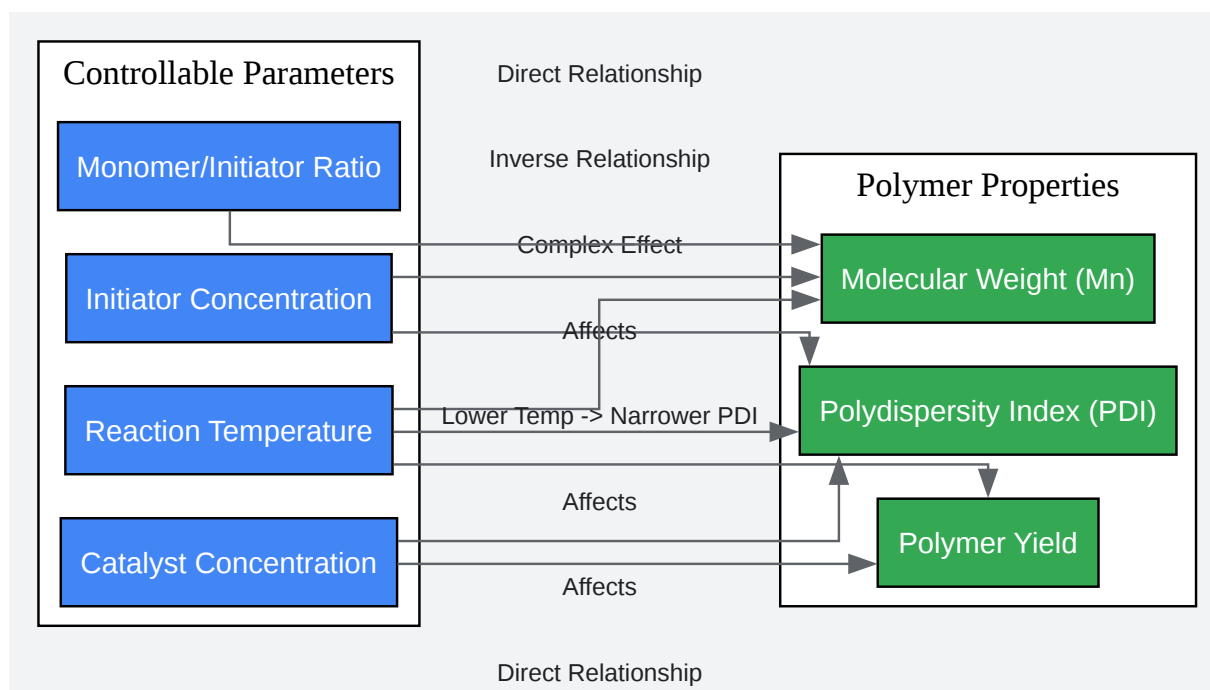 Controllable Parameters
Monomer/Initiator Ratio
Initiator Concentration
Reaction Temperature
Catalyst Concentration
Direct Relationship
Inverse Relationship
Complex Effect
Affects
Lower Temp -> Narrower PDI
Affects
Affects
Direct Relationship
Polymer Properties
Molecular Weight (Mn)
Polydispersity Index (PDI)
Polymer Yield